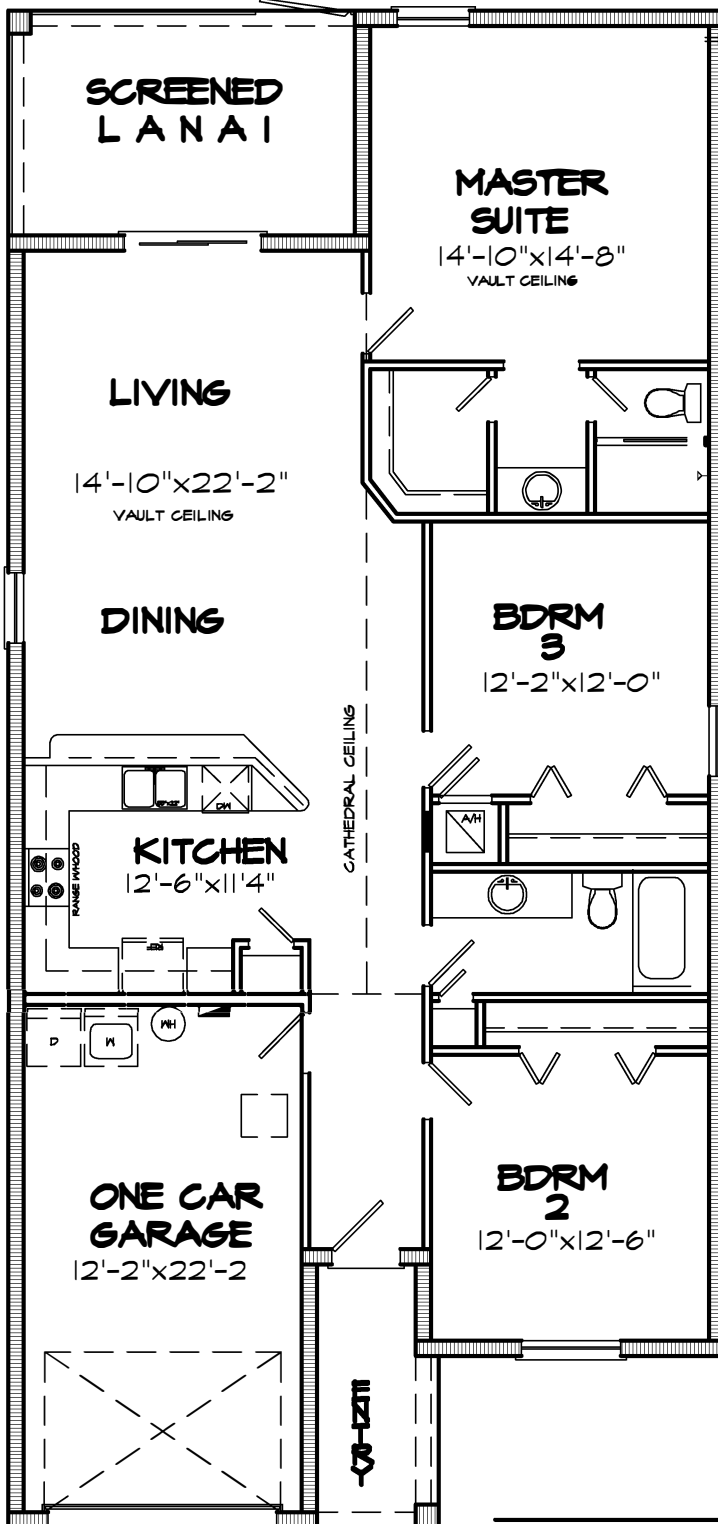 SCREENED
LANAI
MASTER
SUITE
14'-10"x14'-8"
VAULT CEILING
LIVING
14'-10"x22'-2"
VAULT CEILING
DINING
BDRM
3
12'-2"x12'-0"
CATHEDRAL CEILING
DW
A/H
KITCHEN
12'-6"x11'4"
RANGE W/HOOD
REF
D
W
WH
BDRM
2
12'-0"x12'-6"
ONE CAR
GARAGE
12'-2"x22'-2
ENTRY